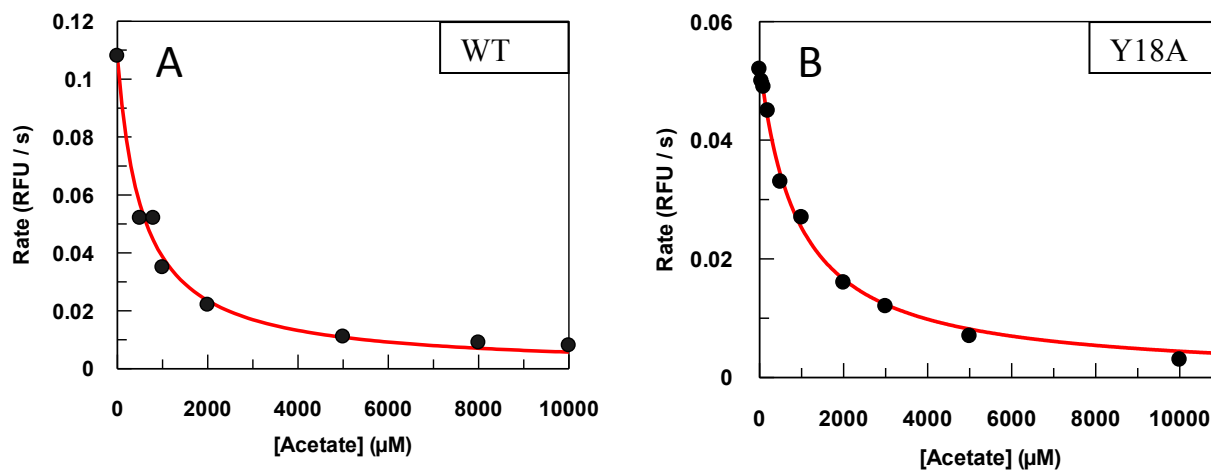 A
WT
0.12
0.1
0.08
0.06
0.04
0.02
0
Rate (RFU / s)
0 2000 4000 6000 8000 10000
[Acetate] (µM)
B
Y18A
0.06
0.04
0.02
0
Rate (RFU / s)
0 2000 4000 6000 8000 10000
[Acetate] (µM)